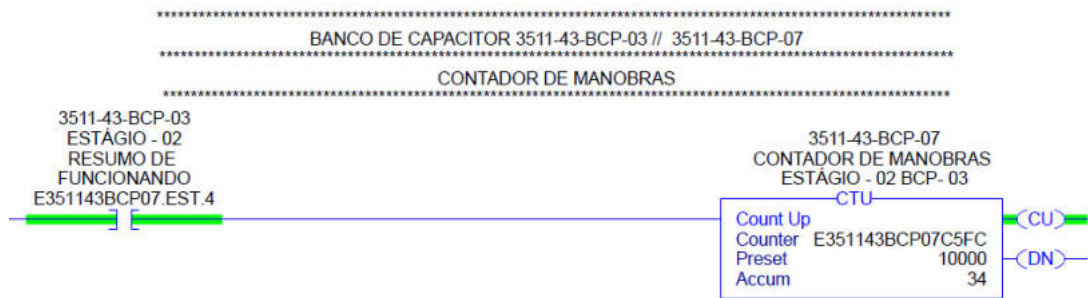 ****************************************************************************************************
BANCO DE CAPACITOR 3511-43-BCP-03 // 3511-43-BCP-07
****************************************************************************************************
CONTADOR DE MANOBRAS
****************************************************************************************************
3511-43-BCP-03
ESTÁGIO - 02
RESUMO DE
FUNCIONANDO
E351143BCP07.EST.4
3511-43-BCP-07
CONTADOR DE MANOBRAS
ESTÁGIO - 02 BCP- 03
CTU
Count Up
Counter E351143BCP07C5FC
Preset 10000
Accum 34
CU
DN